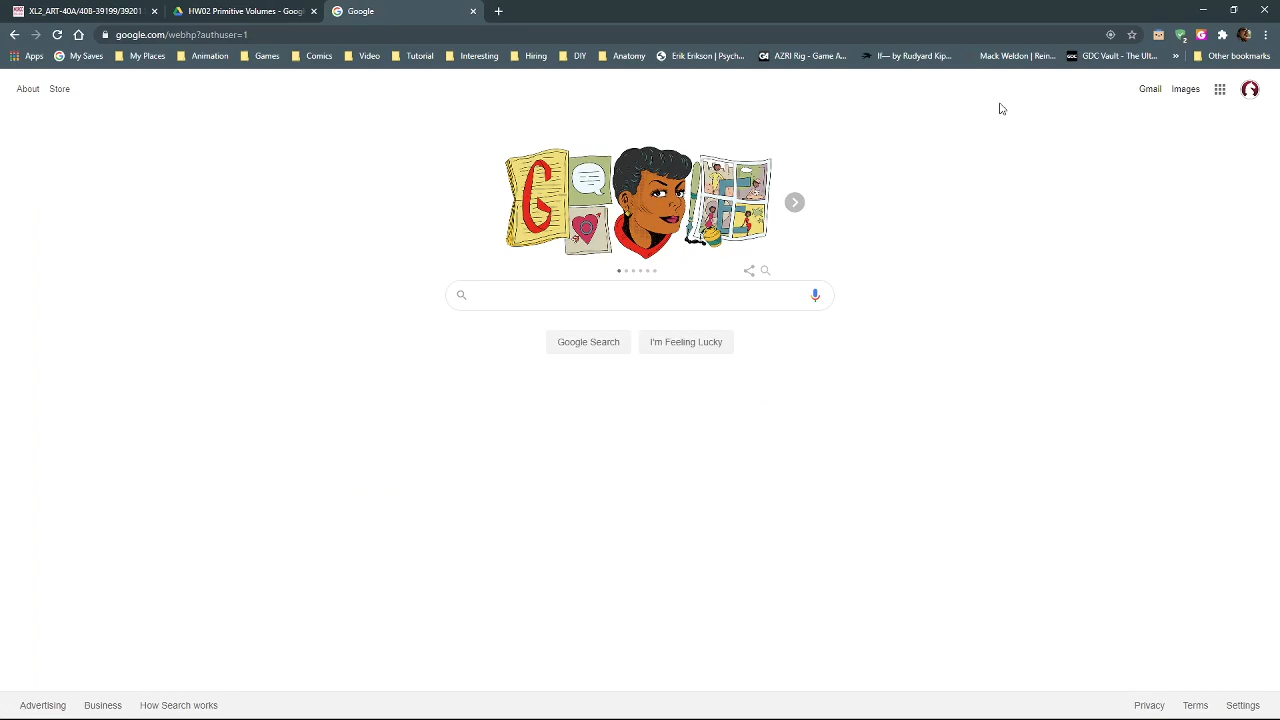 XL2_ART-40A/40B-39199/39201
HW02 Primitive Volumes - Googl
Google
google.com/webhp?authuser=1
2
Apps
My Saves
My Places
Animation
Games
Comics
Video
Tutorial
Interesting
Hiring
DIY
Anatomy
Erik Erikson | Psych...
AZRI Rig - Game A...
If— by Rudyard Kip...
Mack Weldon | Rein...
GDC Vault - The Ult...
»
Other bookmarks
About
Store
Gmail
Images
G
Google Search
I'm Feeling Lucky
Advertising
Business
How Search works
Privacy
Terms
Settings